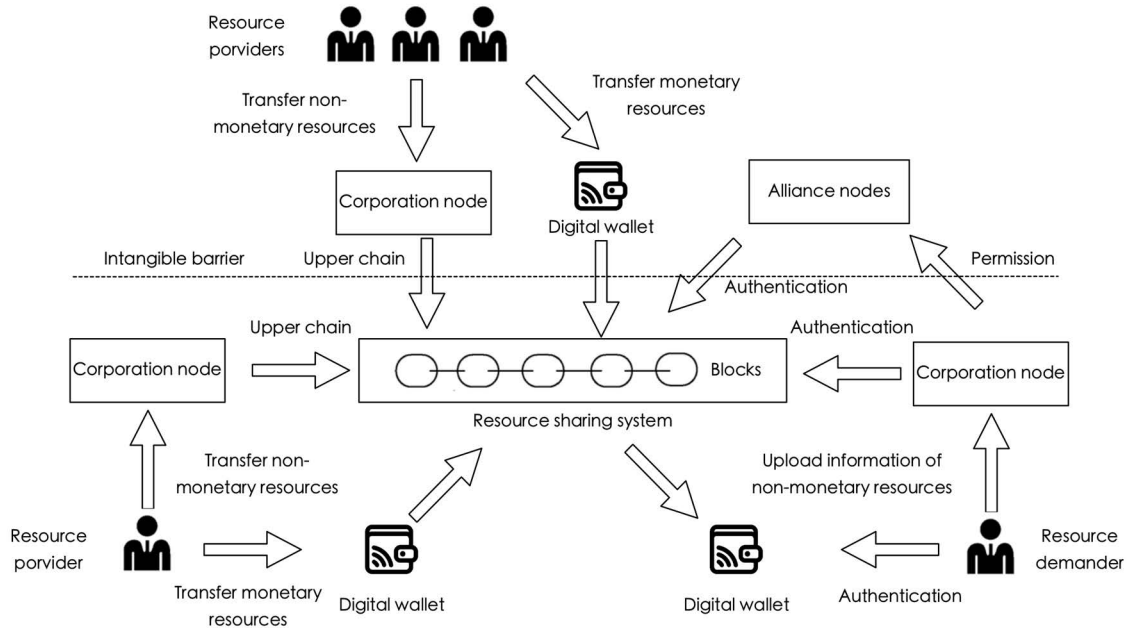 Resource
porviders
Transfer non-
monetary resources
Transfer monetary
resources
Corporation node
Digital wallet
Alliance nodes
Intangible barrier
Upper chain
Permission
Authentication
Upper chain
Authentication
Corporation node
Blocks
Corporation node
Resource sharing system
Transfer non-
monetary resources
Upload information of
non-monetary resources
Resource
porvider
Resource
demander
Transfer monetary
resources
Digital wallet
Digital wallet
Authentication